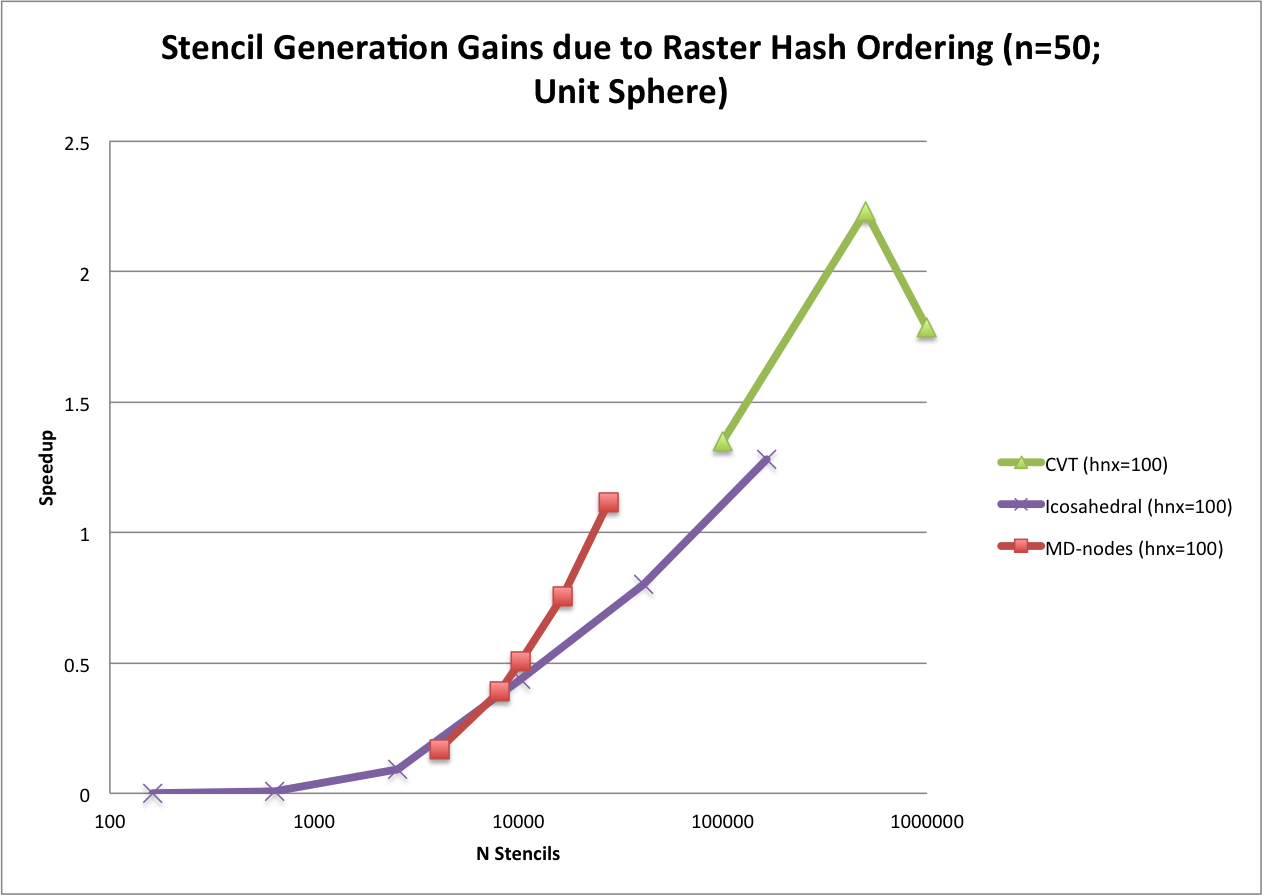 Stencil Generation Gains due to Raster Hash Ordering (n=50;
Unit Sphere)
2.5
2
1.5
1
0.5
0
Speedup
100
1000
10000
100000
1000000
N Stencils
CVT (hnx=100)
Icosahedral (hnx=100)
MD-nodes (hnx=100)